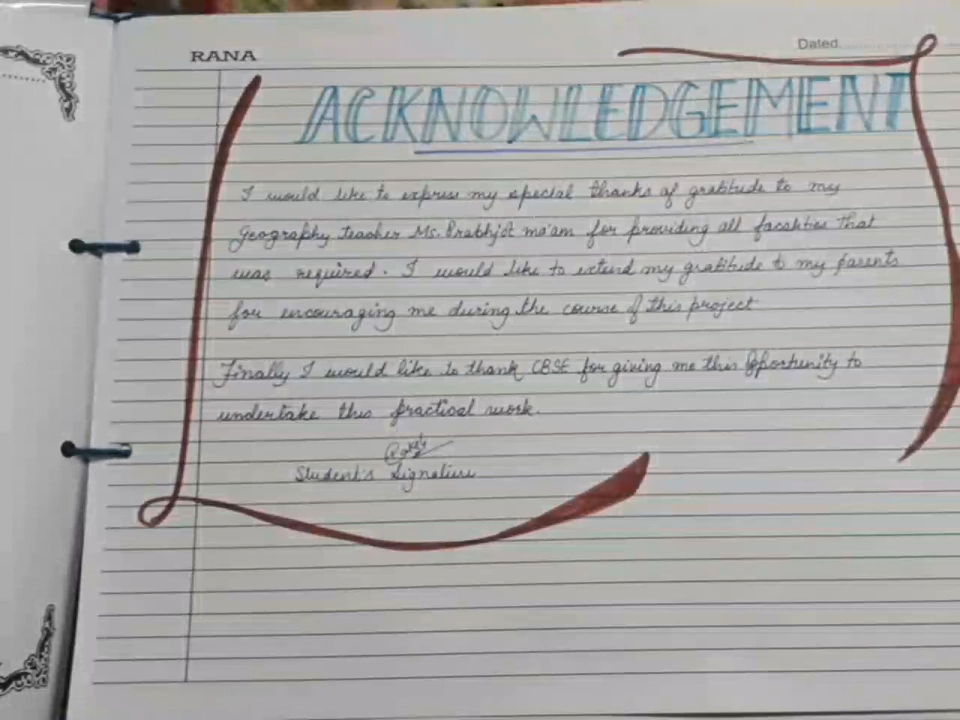 RANA
Dated
ACKNOWLEDGEMENT
I would like to express my special thanks of gratitude to my
Geography teacher Ms. Prabhjot ma'am for providing all facalities that
was required. I would like to extend my gratitude to my parents
for encouraging me during the course of this project
Finally I would like to thank CBSE for giving me this opportunity to
undertake this practical work.
Student's Signature